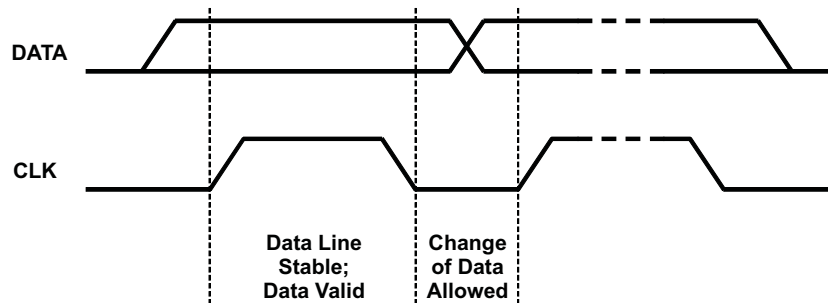 DATA
CLK
Data Line
Stable;
Data Valid
Change
of Data
Allowed